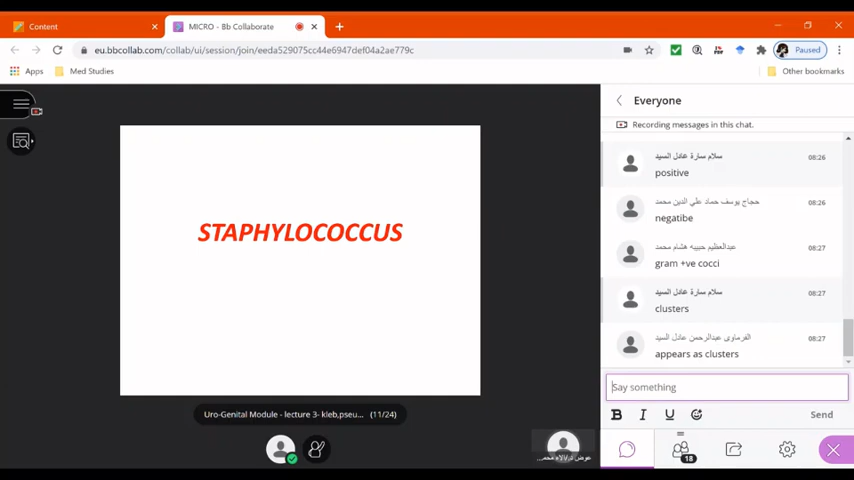 Content
MICRO - Bb Collaborate
eu.bbcollab.com/collab/ui/session/join/eeda529075cc44e6947def04a2ae779c
Paused
Apps
Med Studies
Other bookmarks
Everyone
Recording messages in this chat.
سلام سارة عادل السيد
08:26
positive
حجاج يوسف حماد علي الدين محمد
08:26
negatibe
عبدالعظيم حبيبه هشام محمد
08:27
gram +ve cocci
سلام سارة عادل السيد
08:27
clusters
الفرماوى عبدالرحمن عادل السيد
08:27
appears as clusters
STAPHYLOCOCCUS
Say something
Uro-Genital Module - lecture 3- kleb,pseu... (11/24)
B I U
Send
عوض د/الاء محمـ...
18